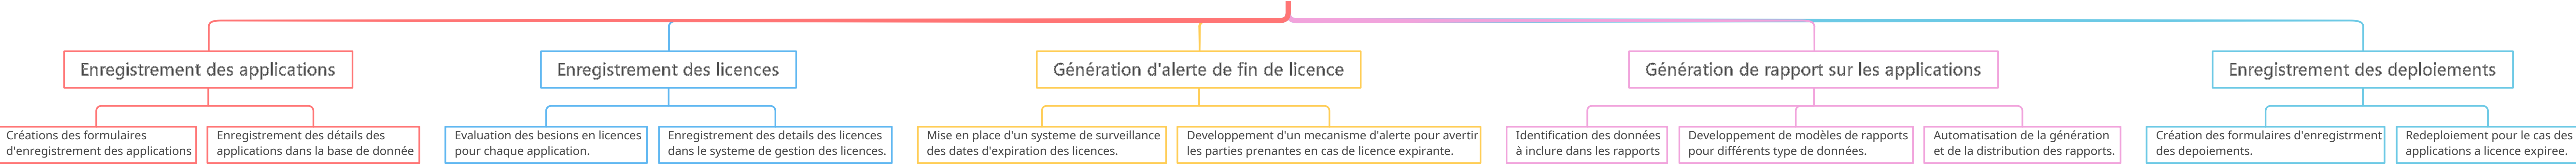 Enregistrement des applications
Enregistrement des licences
Génération d'alerte de fin de licence
Génération de rapport sur les applications
Enregistrement des deploiements
Créations des formulaires
d'enregistrement des applications
Enregistrement des détails des
applications dans la base de donnée
Evaluation des besions en licences
pour chaque application.
Enregistrement des details des licences
dans le systeme de gestion des licences.
Mise en place d'un systeme de surveillance
des dates d'expiration des licences.
Developpement d'un mecanisme d'alerte pour avertir
les parties prenantes en cas de licence expirante.
Identification des données
à inclure dans les rapports
Developpement de modèles de rapports
pour différents type de données.
Automatisation de la génération
et de la distribution des rapports.
Création des formulaires d'enregistrment
des depoiements.
Redeploiement pour le cas des
applications a licence expiree.